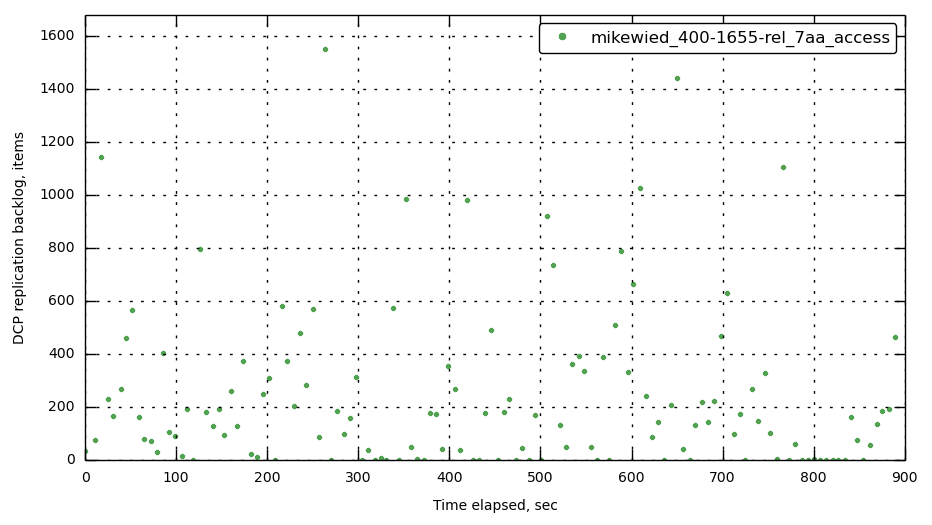 mikewied_400-1655-rel_7aa_access
DCP replication backlog, items
1600
1400
1200
1000
800
600
400
200
0
0 100 200 300 400 500 600 700 800 900
Time elapsed, sec